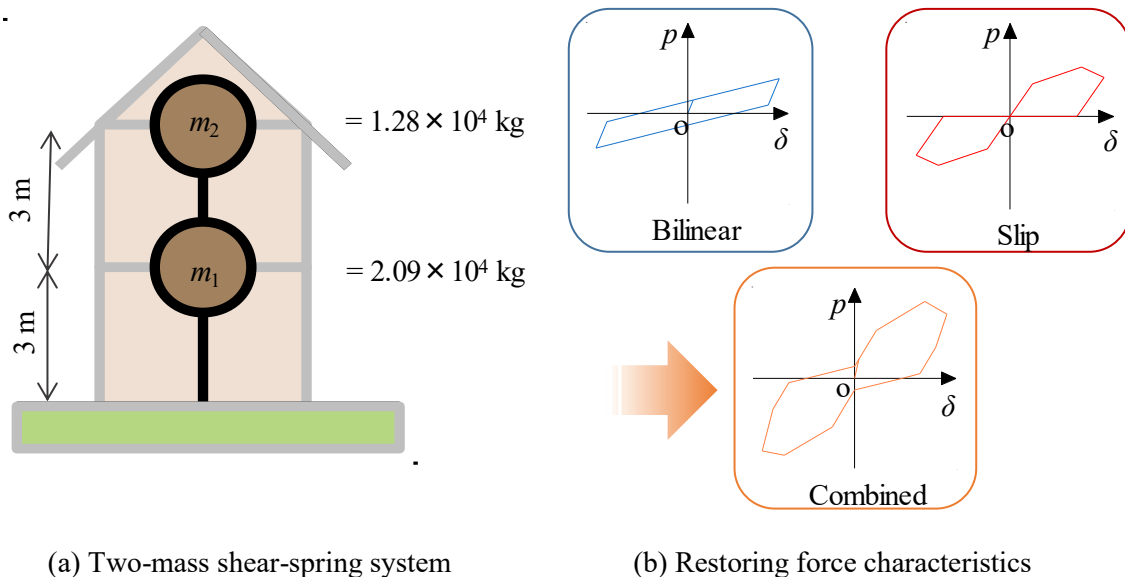 m2
= 1.28 × 10⁴ kg
3 m
m1
= 2.09 × 10⁴ kg
3 m
(a) Two-mass shear-spring system
p
o
δ
Bilinear
p
o
δ
Slip
p
o
δ
Combined
(b) Restoring force characteristics